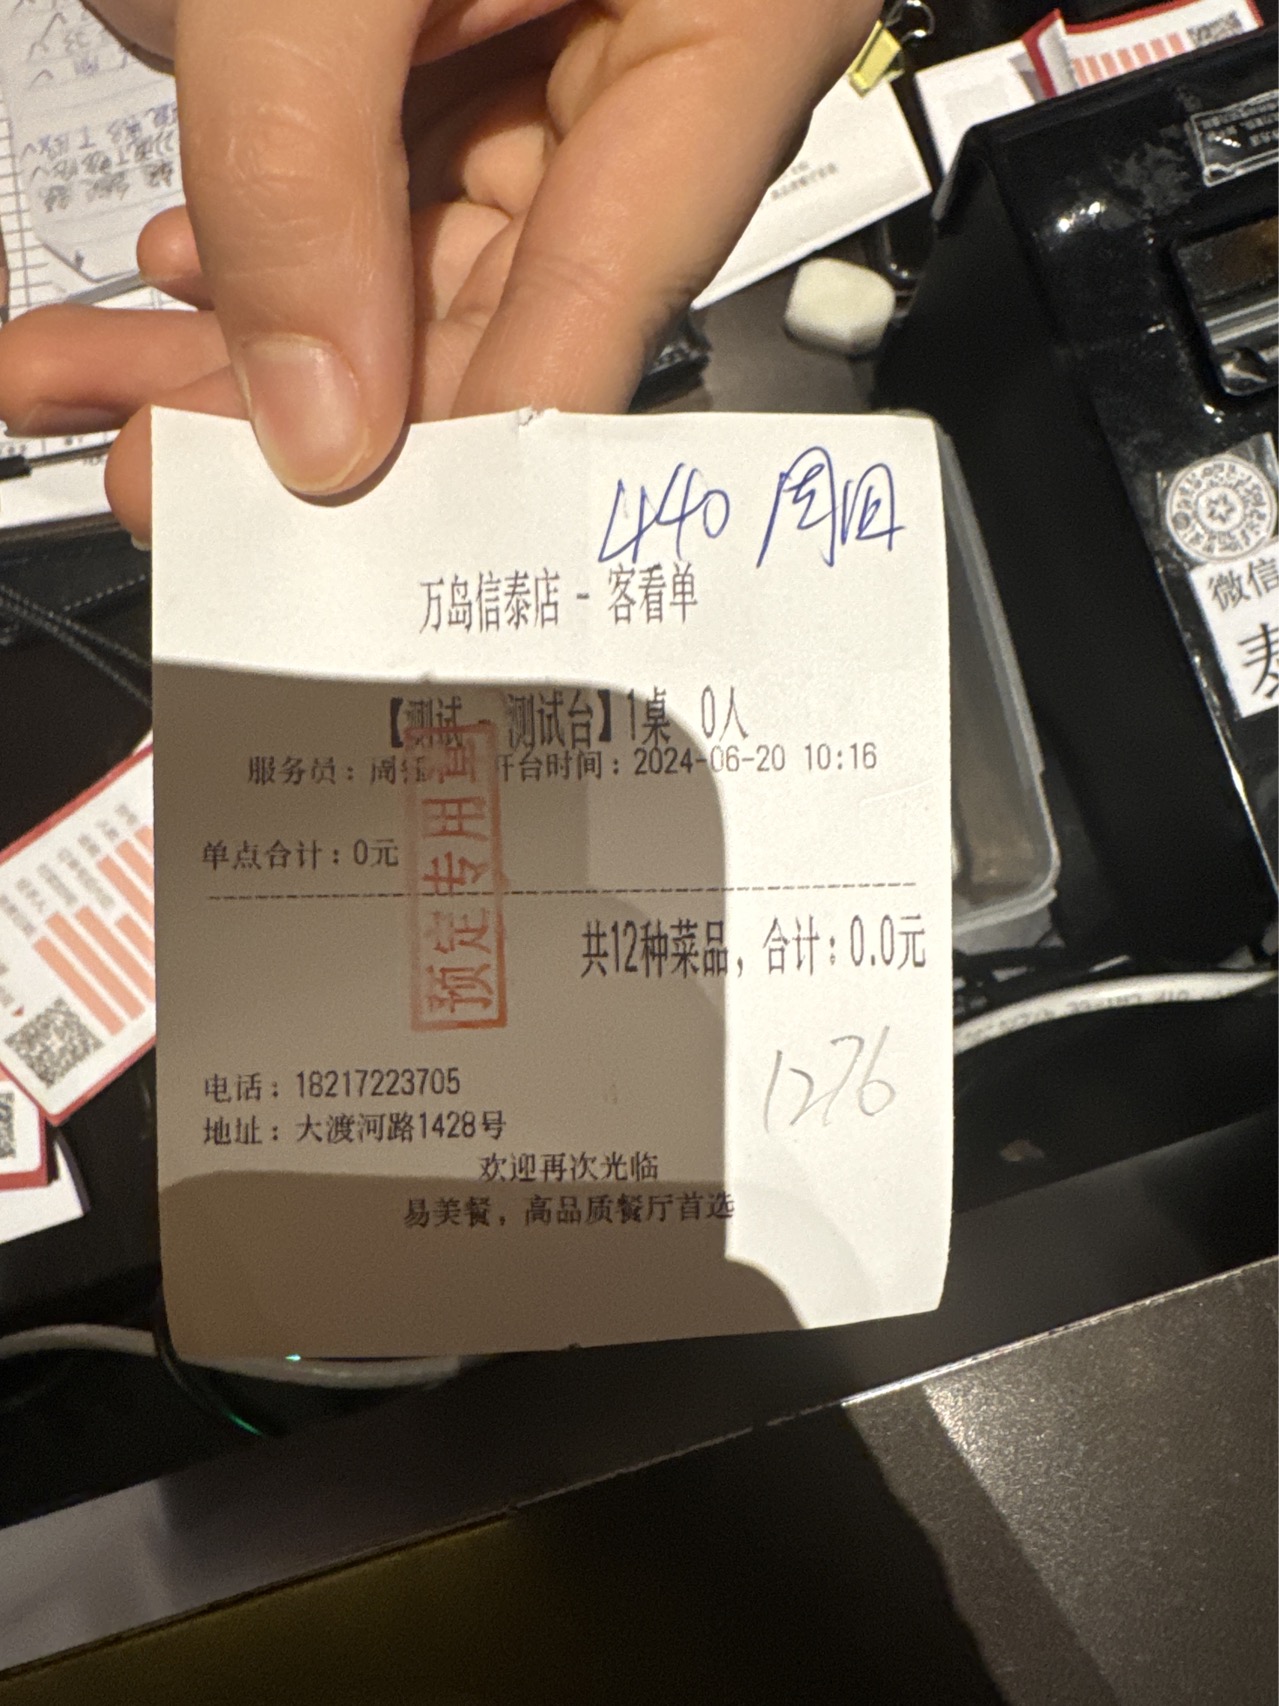 440
万岛信泰店 - 客看单
【测试 测试台】1桌 0人
服务员：周 开台时间：2024-06-20 10:16
单点合计：0元
共12种菜品，合计：0.0元
预定专用
1276
电话：18217223705
地址：大渡河路1428号
欢迎再次光临
易美餐，高品质餐厅首选
微信